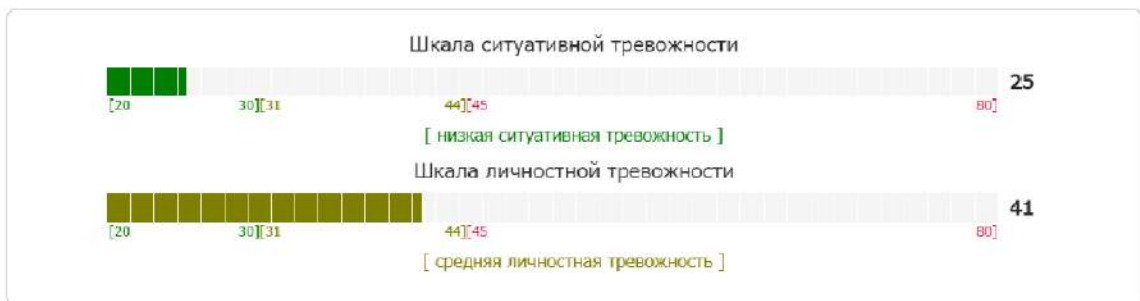 Шкала ситуативной тревожности
25
[20 30][31 44][45 80]
[ низкая ситуативная тревожность ]
Шкала личностной тревожности
41
[20 30][31 44][45 80]
[ средняя личностная тревожность ]